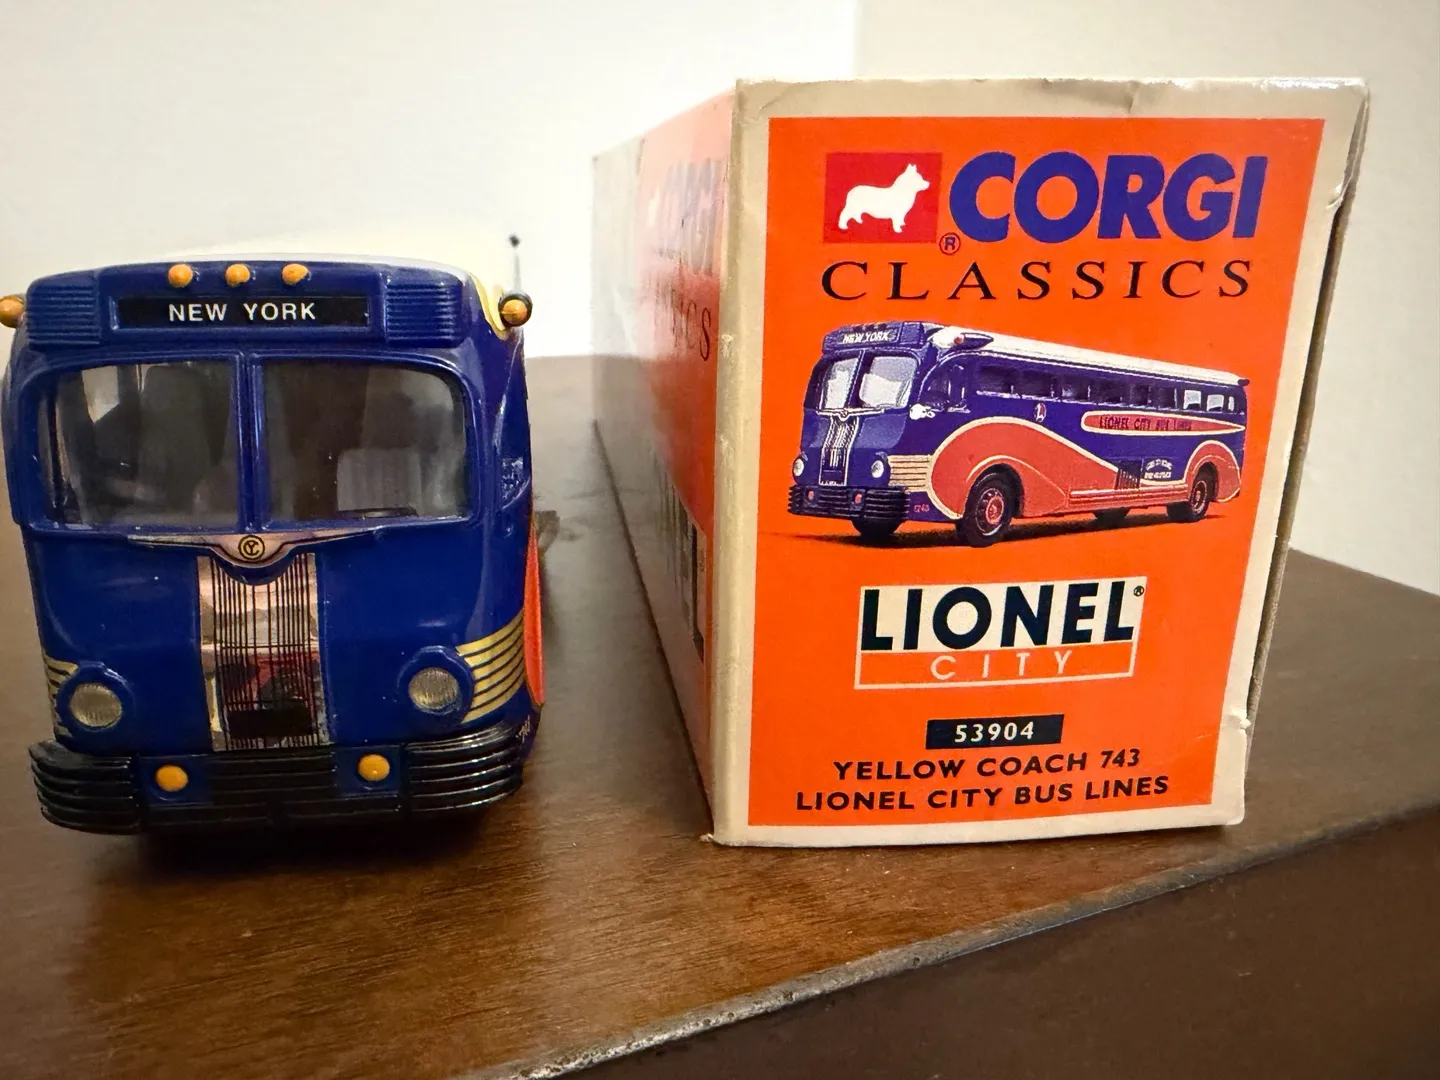 NEW YORK
CORGI
®
CLASSICS
NEW YORK
LIONEL CITY BUS LINES
LIONEL®
CITY
53904
YELLOW COACH 743
LIONEL CITY BUS LINES